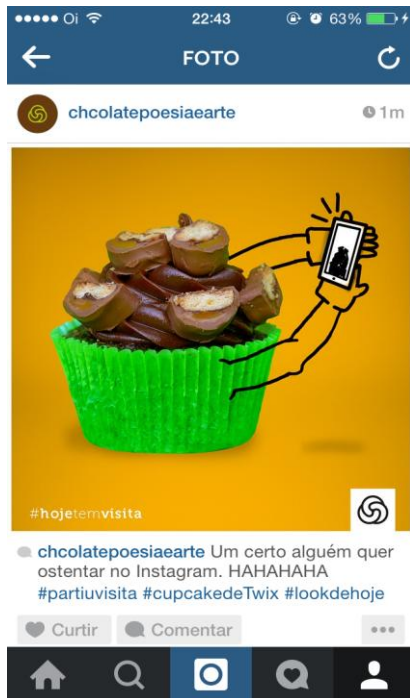 Oi 22:43 63%
FOTO
chcolatepoesiaearte 1m
#hojetemvisita
chcolatepoesiaearte Um certo alguém quer
ostentar no Instagram. HAHAHAHA
#partiuvisita #cupcakedeTwix #lookdehoje
Curtir Comentar